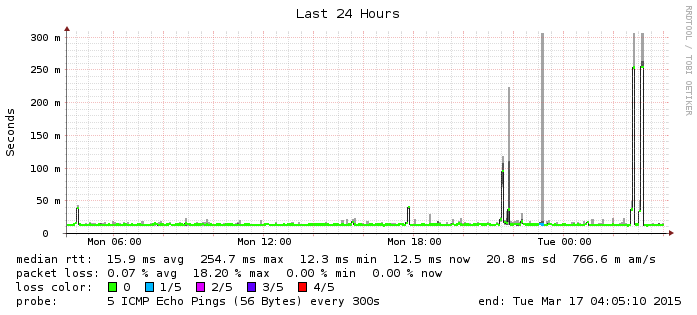 Last 24 Hours
RRDTOOL / TOBI OETIKER
Seconds
300 m
250 m
200 m
150 m
100 m
50 m
0
Mon 06:00 Mon 12:00 Mon 18:00 Tue 00:00
median rtt: 15.9 ms avg 254.7 ms max 12.3 ms min 12.5 ms now 20.8 ms sd 766.6 m am/s
packet loss: 0.07 % avg 18.20 % max 0.00 % min 0.00 % now
loss color: 0 1/5 2/5 3/5 4/5
probe: 5 ICMP Echo Pings (56 Bytes) every 300s end: Tue Mar 17 04:05:10 2015